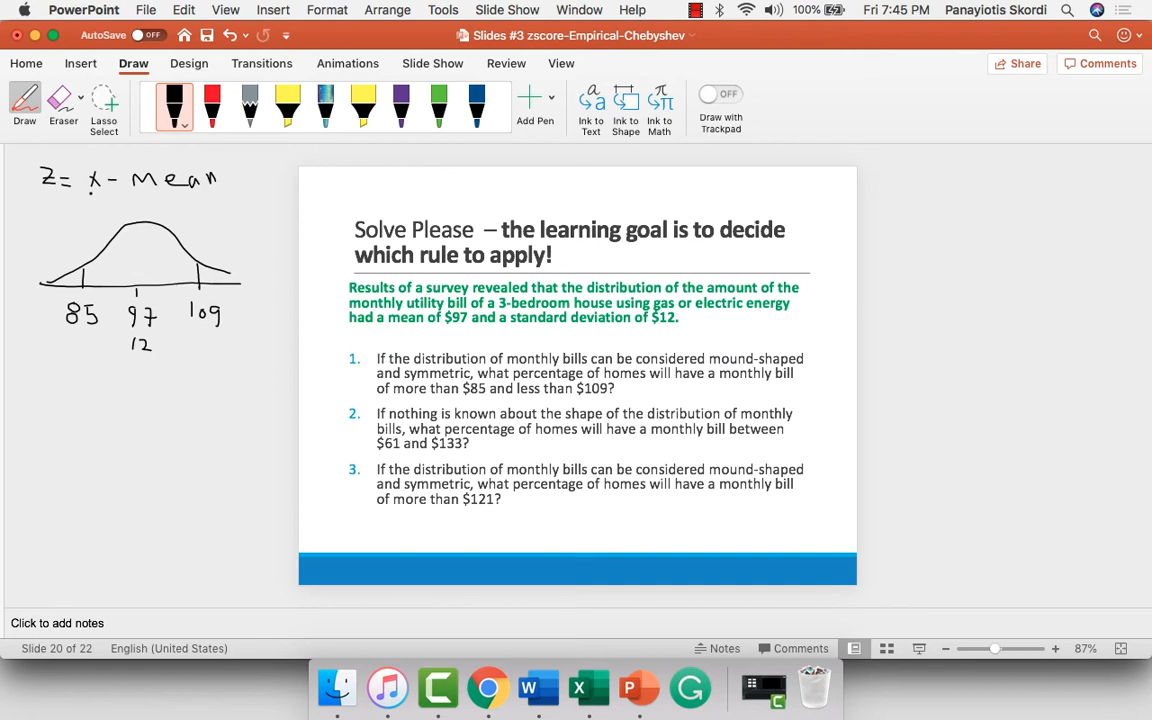 PowerPoint File Edit View Insert Format Arrange Tools Slide Show Window Help 100% Fri 7:45 PM Panayiotis Skordi
AutoSave OFF Slides #3 zscore-Empirical-Chebyshev
Home Insert Draw Design Transitions Animations Slide Show Review View Share Comments
Draw Eraser Lasso Select Add Pen Ink to Text Ink to Shape Ink to Math OFF Draw with Trackpad
Z= x - mean
85 97 109
12
Solve Please – the learning goal is to decide
which rule to apply!
Results of a survey revealed that the distribution of the amount of the
monthly utility bill of a 3-bedroom house using gas or electric energy
had a mean of $97 and a standard deviation of $12.
1. If the distribution of monthly bills can be considered mound-shaped
and symmetric, what percentage of homes will have a monthly bill
of more than $85 and less than $109?
2. If nothing is known about the shape of the distribution of monthly
bills, what percentage of homes will have a monthly bill between
$61 and $133?
3. If the distribution of monthly bills can be considered mound-shaped
and symmetric, what percentage of homes will have a monthly bill
of more than $121?
Click to add notes
Slide 20 of 22 English (United States) Notes Comments 87%